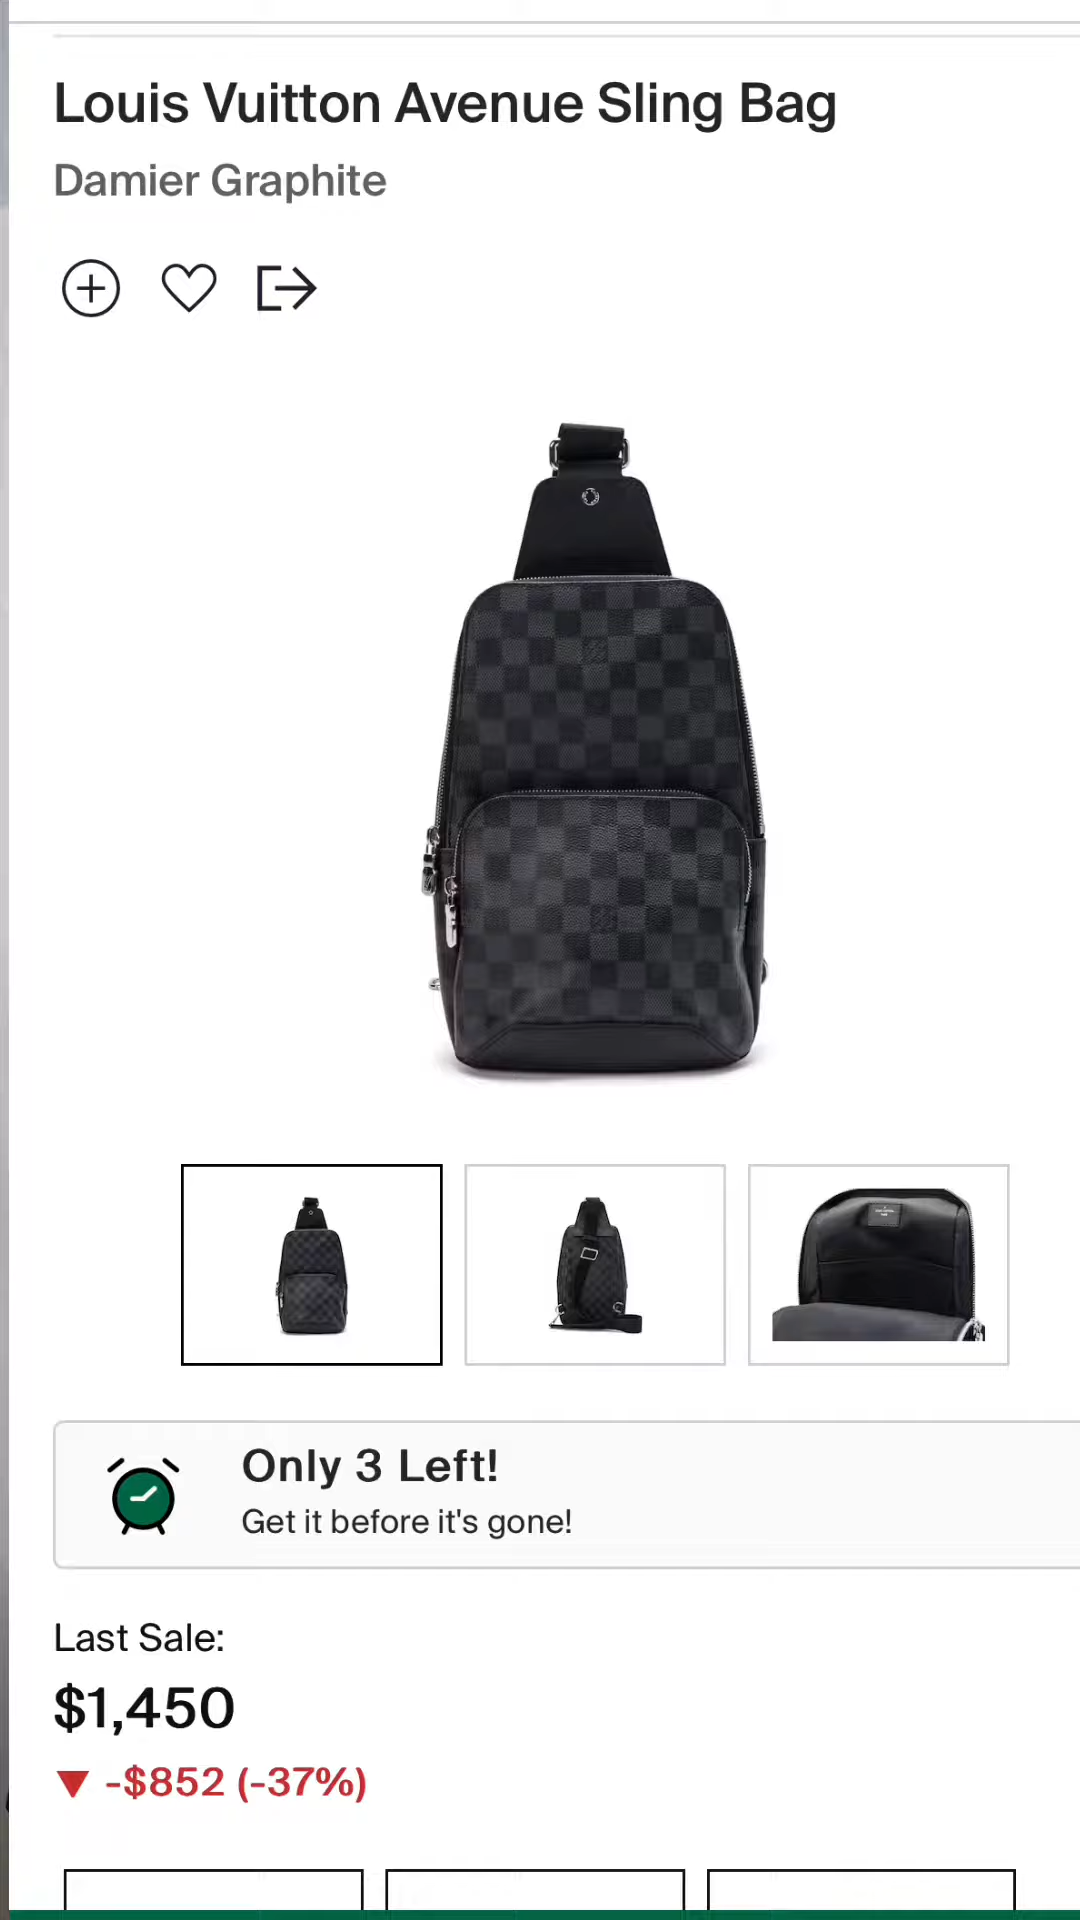 Louis Vuitton Avenue Sling Bag
Damier Graphite
Only 3 Left!
Get it before it's gone!
Last Sale:
$1,450
-$852 (-37%)